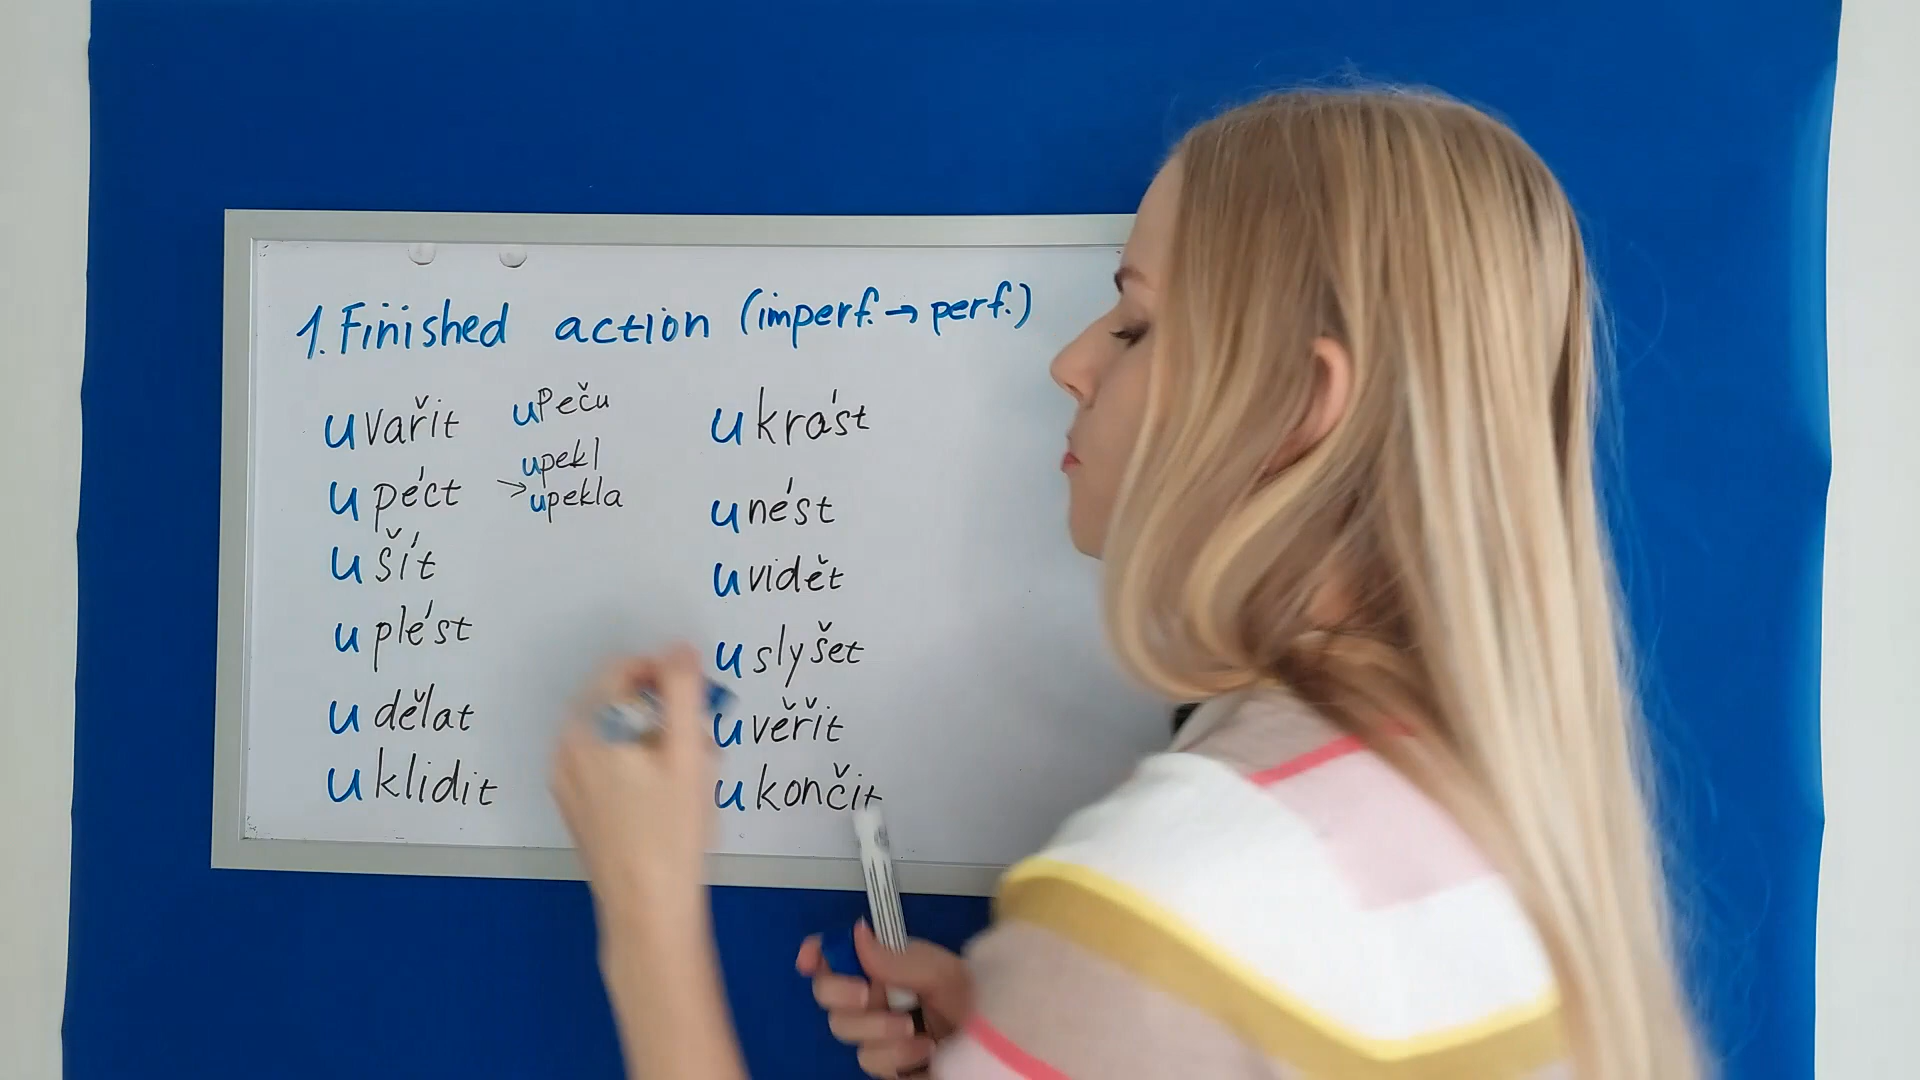 1. Finished action (imperf. → perf.)
uvařit
upéct
ušít
uplést
udělat
uklidit
upeču
upekl
→ upekla
ukrást
unést
uvidět
uslyšet
uvěřit
ukončit